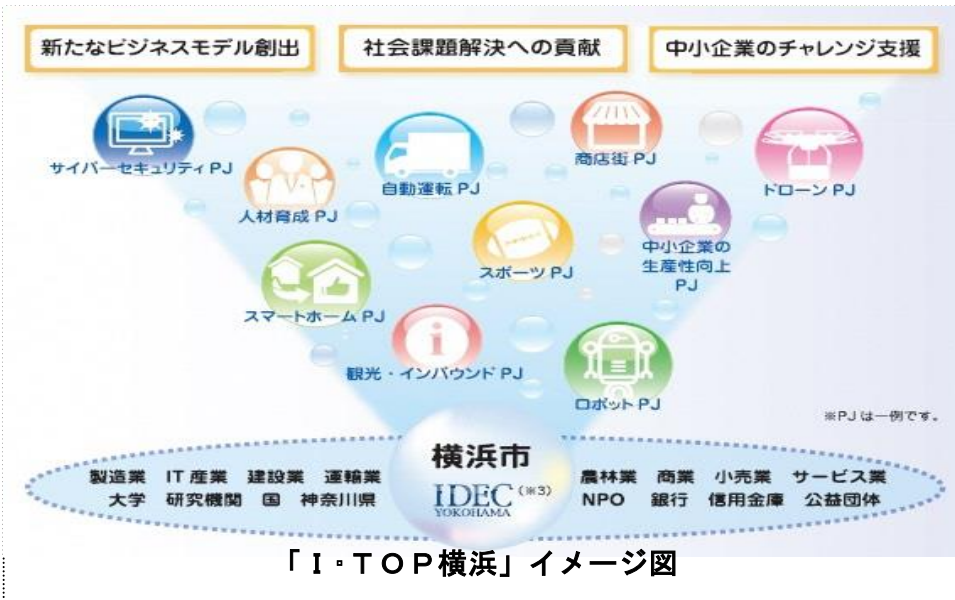 新たなビジネスモデル創出
社会課題解決への貢献
中小企業のチャレンジ支援
サイバーセキュリティPJ
人材育成PJ
自動運転PJ
商店街PJ
ドローンPJ
スポーツPJ
中小企業の
生産性向上
PJ
スマートホームPJ
観光・インバウンドPJ
ロボットPJ
※PJは一例です。
横浜市
IDEC(※3)
YOKOHAMA
製造業 IT産業 建設業 運輸業
大学 研究機関 国 神奈川県
農林業 商業 小売業 サービス業
NPO 銀行 信用金庫 公益団体
「I・TOP横浜」イメージ図